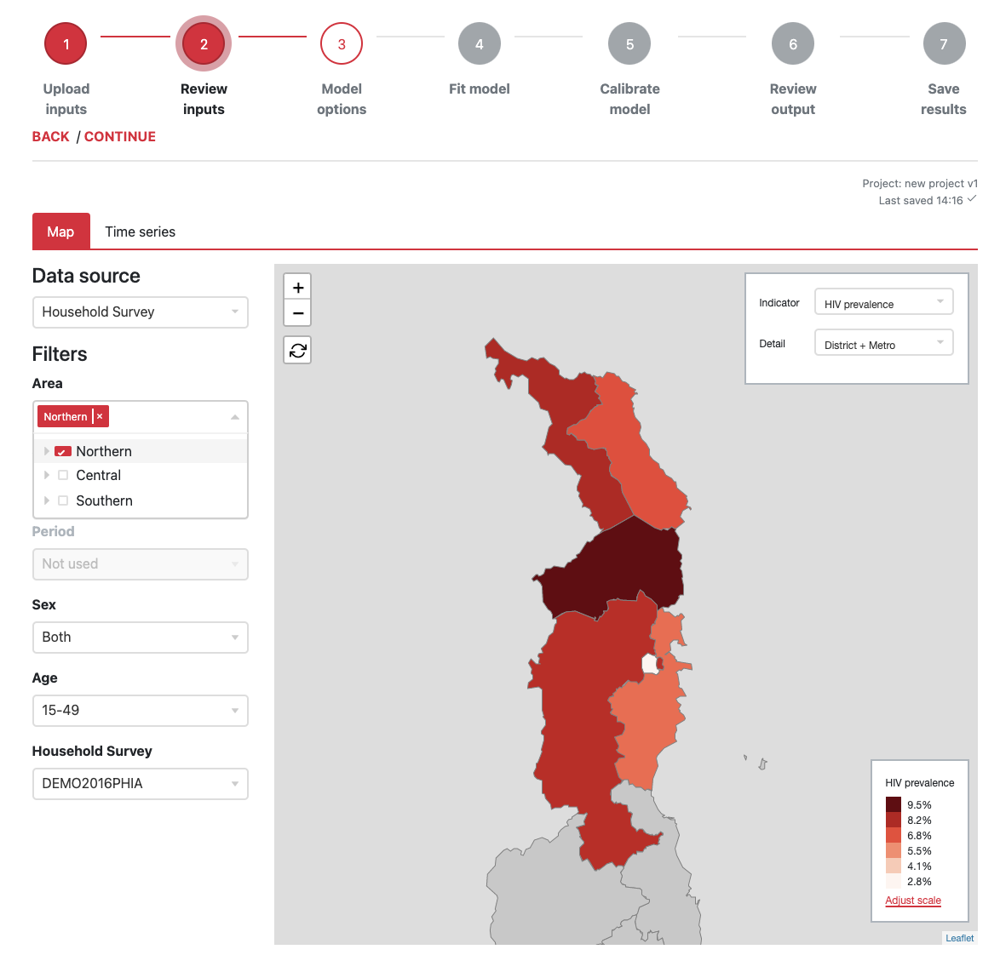 1
2
3
4
5
6
7
Upload inputs
Review inputs
Model options
Fit model
Calibrate model
Review output
Save results
BACK / CONTINUE
Project: new project v1
Last saved 14:16
Map
Time series
Data source
Household Survey
Filters
Area
Northern ×
Northern
Central
Southern
Period
Not used
Sex
Both
Age
15-49
Household Survey
DEMO2016PHIA
+
−
Indicator
HIV prevalence
Detail
District + Metro
HIV prevalence
9.5%
8.2%
6.8%
5.5%
4.1%
2.8%
Adjust scale
Leaflet